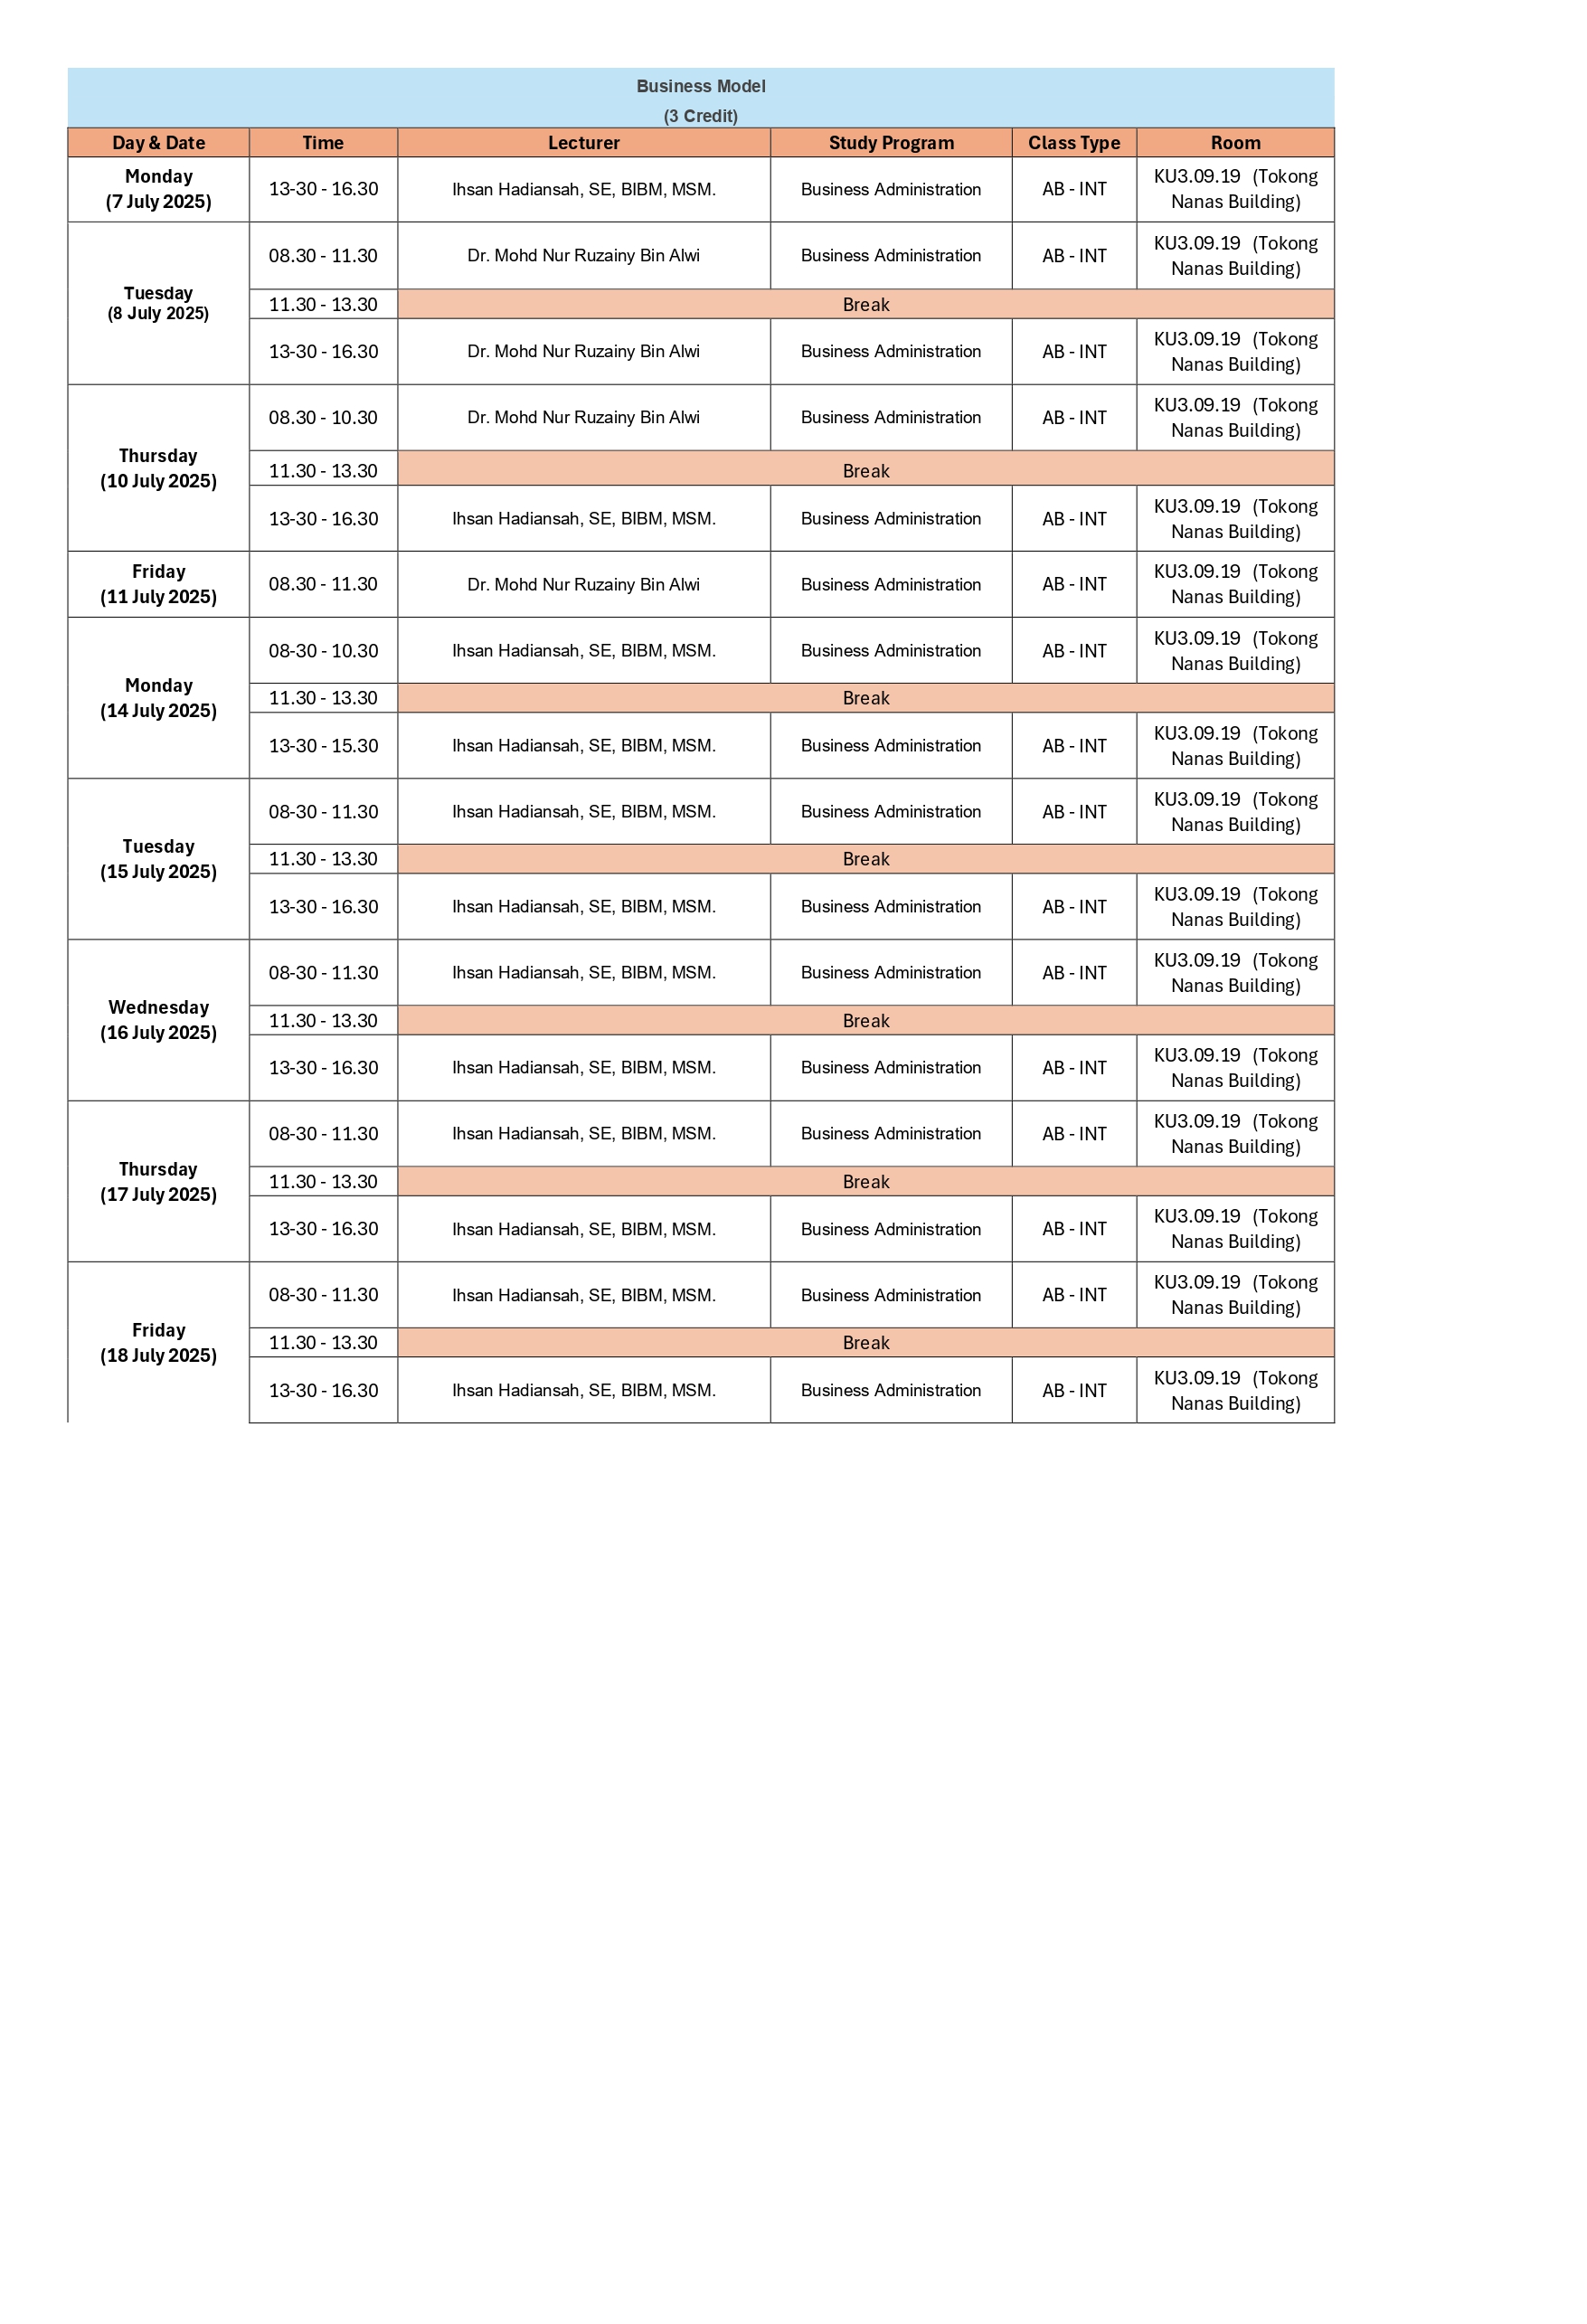 Business Model
(3 Credit)
Day & Date Time Lecturer Study Program Class Type Room
Monday
(7 July 2025)
13-30 - 16.30 Ihsan Hadiansah, SE, BIBM, MSM. Business Administration AB - INT KU3.09.19 (Tokong
Nanas Building)
Tuesday
(8 July 2025)
08.30 - 11.30 Dr. Mohd Nur Ruzainy Bin Alwi Business Administration AB - INT KU3.09.19 (Tokong
Nanas Building)
11.30 - 13.30 Break
13-30 - 16.30 Dr. Mohd Nur Ruzainy Bin Alwi Business Administration AB - INT KU3.09.19 (Tokong
Nanas Building)
Thursday
(10 July 2025)
08.30 - 10.30 Dr. Mohd Nur Ruzainy Bin Alwi Business Administration AB - INT KU3.09.19 (Tokong
Nanas Building)
11.30 - 13.30 Break
13-30 - 16.30 Ihsan Hadiansah, SE, BIBM, MSM. Business Administration AB - INT KU3.09.19 (Tokong
Nanas Building)
Friday
(11 July 2025)
08.30 - 11.30 Dr. Mohd Nur Ruzainy Bin Alwi Business Administration AB - INT KU3.09.19 (Tokong
Nanas Building)
Monday
(14 July 2025)
08-30 - 10.30 Ihsan Hadiansah, SE, BIBM, MSM. Business Administration AB - INT KU3.09.19 (Tokong
Nanas Building)
11.30 - 13.30 Break
13-30 - 15.30 Ihsan Hadiansah, SE, BIBM, MSM. Business Administration AB - INT KU3.09.19 (Tokong
Nanas Building)
Tuesday
(15 July 2025)
08-30 - 11.30 Ihsan Hadiansah, SE, BIBM, MSM. Business Administration AB - INT KU3.09.19 (Tokong
Nanas Building)
11.30 - 13.30 Break
13-30 - 16.30 Ihsan Hadiansah, SE, BIBM, MSM. Business Administration AB - INT KU3.09.19 (Tokong
Nanas Building)
Wednesday
(16 July 2025)
08-30 - 11.30 Ihsan Hadiansah, SE, BIBM, MSM. Business Administration AB - INT KU3.09.19 (Tokong
Nanas Building)
11.30 - 13.30 Break
13-30 - 16.30 Ihsan Hadiansah, SE, BIBM, MSM. Business Administration AB - INT KU3.09.19 (Tokong
Nanas Building)
Thursday
(17 July 2025)
08-30 - 11.30 Ihsan Hadiansah, SE, BIBM, MSM. Business Administration AB - INT KU3.09.19 (Tokong
Nanas Building)
11.30 - 13.30 Break
13-30 - 16.30 Ihsan Hadiansah, SE, BIBM, MSM. Business Administration AB - INT KU3.09.19 (Tokong
Nanas Building)
Friday
(18 July 2025)
08-30 - 11.30 Ihsan Hadiansah, SE, BIBM, MSM. Business Administration AB - INT KU3.09.19 (Tokong
Nanas Building)
11.30 - 13.30 Break
13-30 - 16.30 Ihsan Hadiansah, SE, BIBM, MSM. Business Administration AB - INT KU3.09.19 (Tokong
Nanas Building)